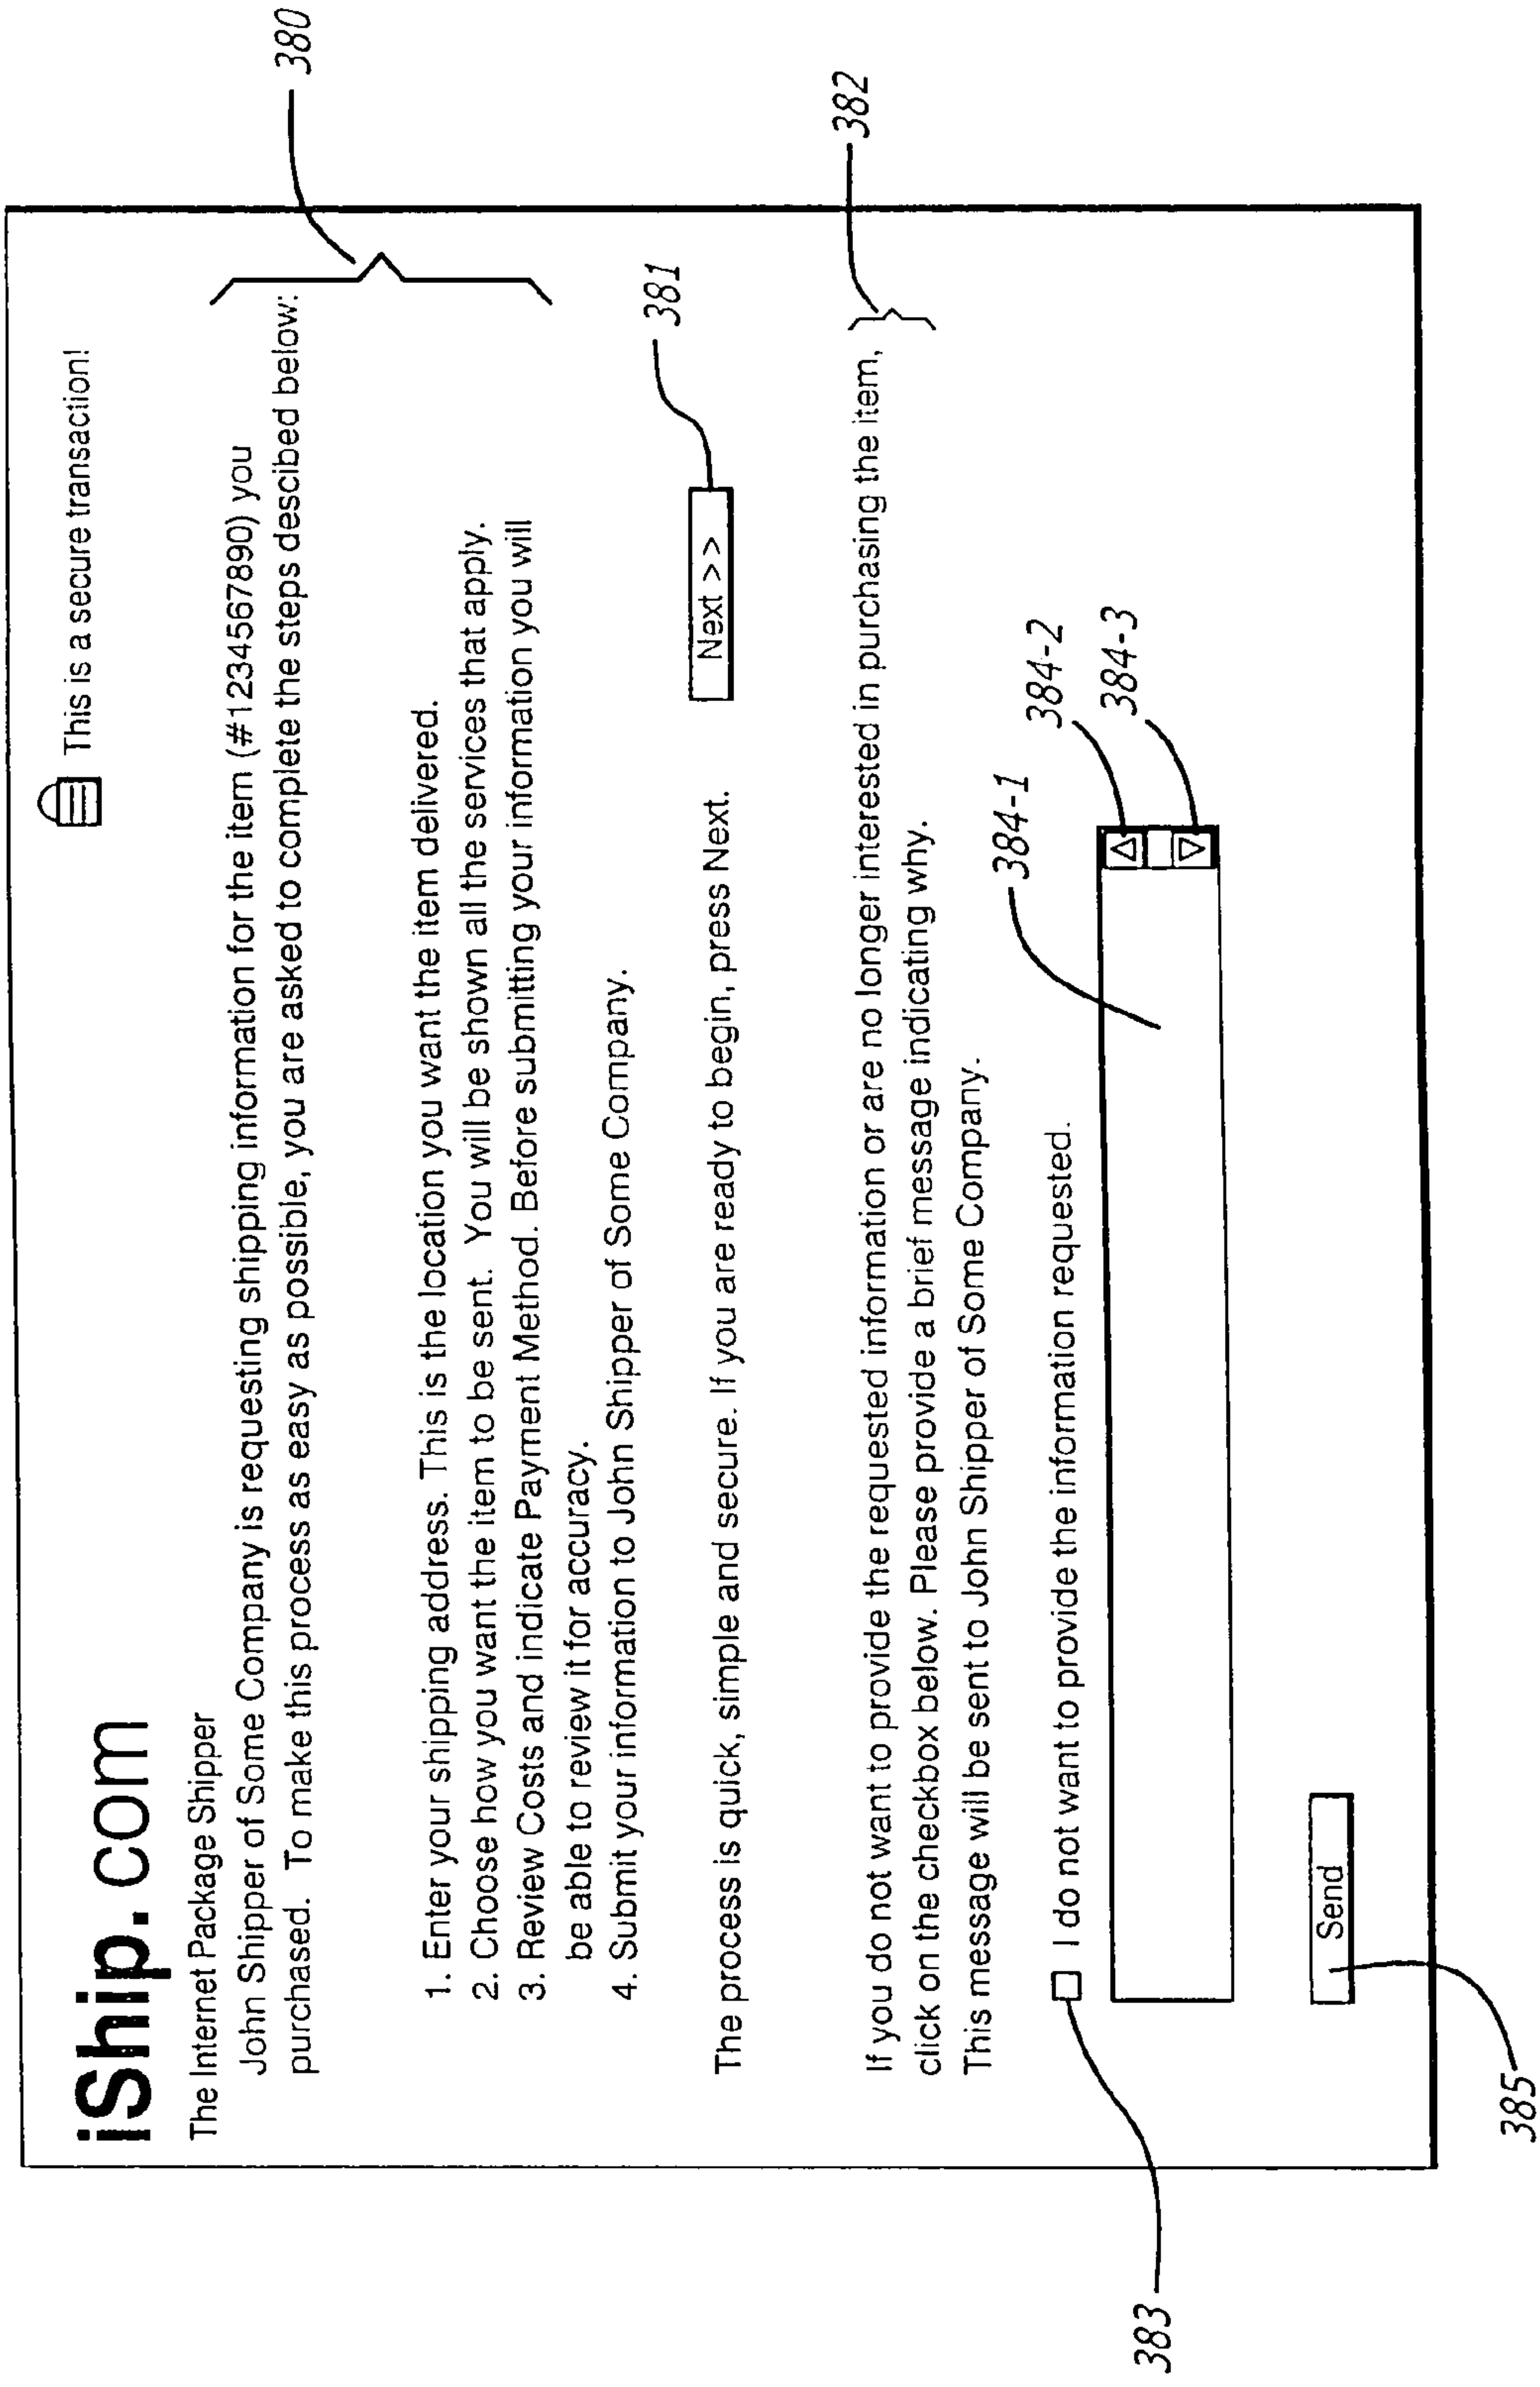 iShip.com
This is a secure transaction!
The Internet Package Shipper
John Shipper of Some Company is requesting shipping information for the item (#1234567890) you
purchased. To make this process as easy as possible, you are asked to complete the steps descibed below:
380
1. Enter your shipping address. This is the location you want the item delivered.
2. Choose how you want the item to be sent. You will be shown all the services that apply.
3. Review Costs and indicate Payment Method. Before submitting your information you will
be able to review it for accuracy.
4. Submit your information to John Shipper of Some Company.
381
The process is quick, simple and secure. If you are ready to begin, press Next.
Next >>
382
If you do not want to provide the requested information or are no longer interested in purchasing the item,
click on the checkbox below. Please provide a brief message indicating why.
This message will be sent to John Shipper of Some Company.
I do not want to provide the information requested.
383
384-1
384-2
384-3
Send
385